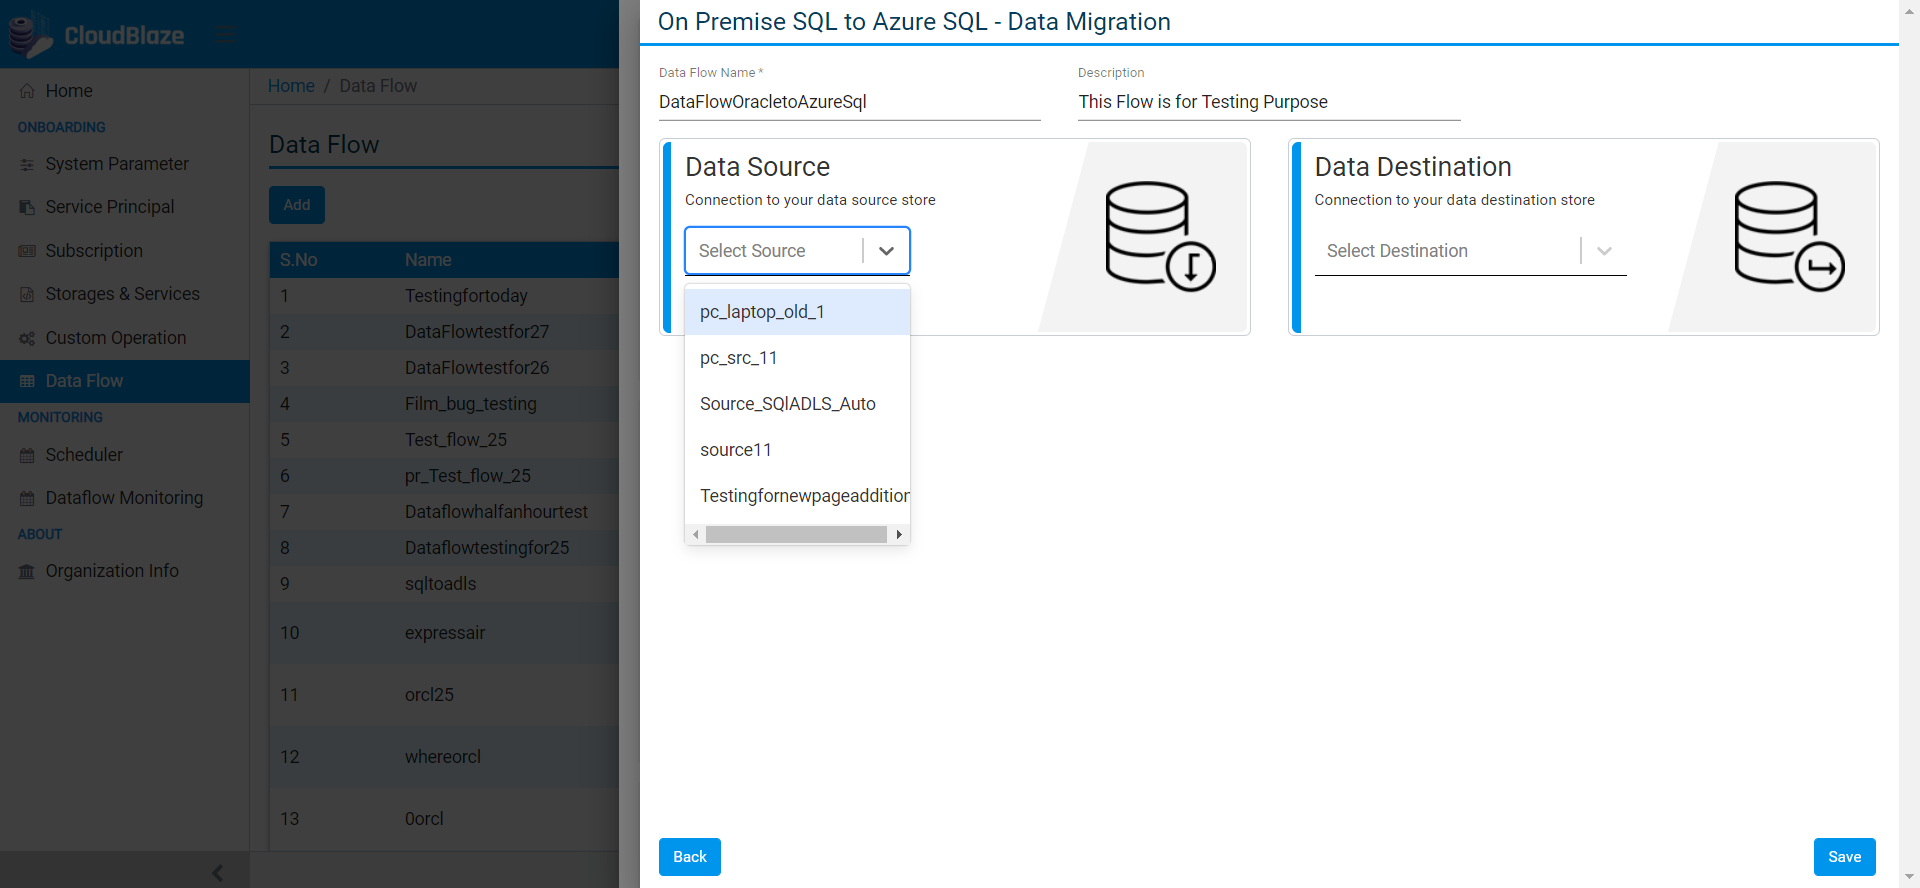 CloudBlaze
Home
ONBOARDING
System Parameter
Service Principal
Subscription
Storages & Services
Custom Operation
Data Flow
MONITORING
Scheduler
Dataflow Monitoring
ABOUT
Organization Info
Home / Data Flow
Data Flow
Add
S.No Name
1 Testingfortoday
2 DataFlowtestfor27
3 DataFlowtestfor26
4 Film_bug_testing
5 Test_flow_25
6 pr_Test_flow_25
7 Dataflowhalfanhourtest
8 Dataflowtestingfor25
9 sqltoadls
10 expressair
11 orcl25
12 whereorcl
13 0orcl
On Premise SQL to Azure SQL - Data Migration
Data Flow Name *
DataFlowOracletoAzureSql
Description
This Flow is for Testing Purpose
Data Source
Connection to your data source store
Select Source
pc_laptop_old_1
pc_src_11
Source_SQlADLS_Auto
source11
Testingfornewpageaddition
Data Destination
Connection to your data destination store
Select Destination
Back
Save